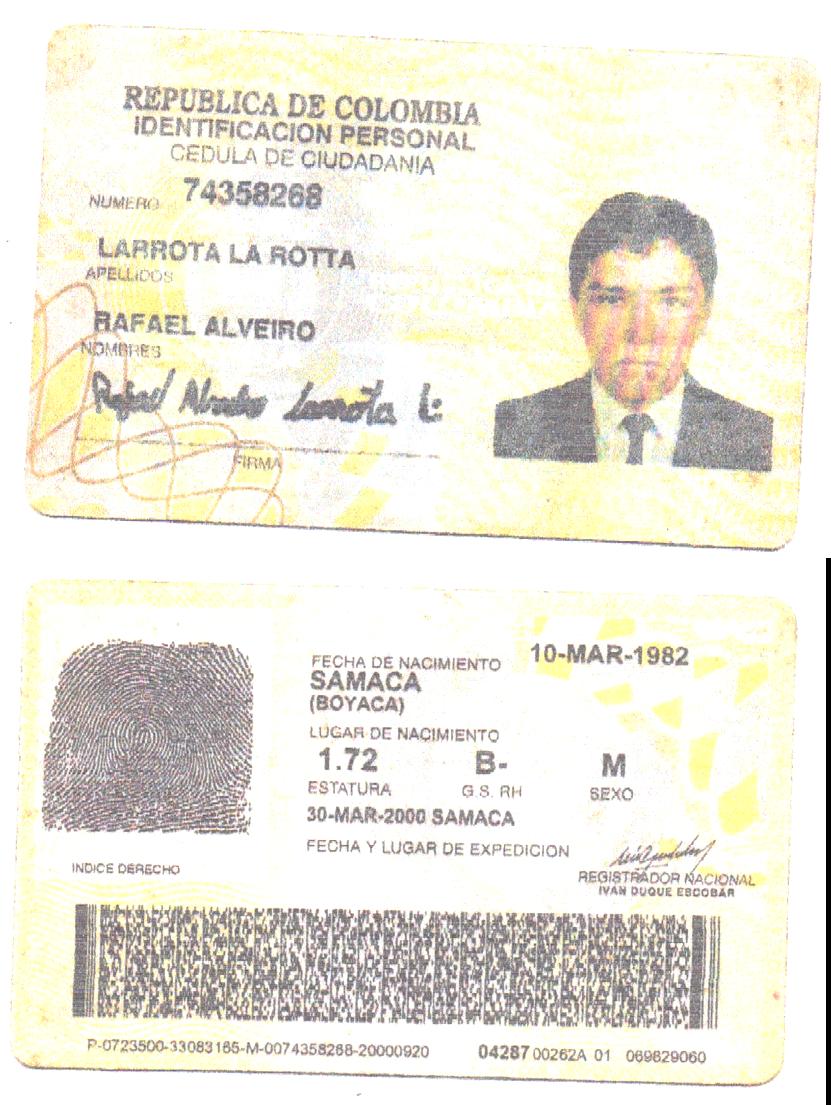 REPUBLICA DE COLOMBIA
IDENTIFICACION PERSONAL
CEDULA DE CIUDADANIA
NUMERO 74358268
LARROTA LA ROTTA
APELLIDOS
RAFAEL ALVEIRO
NOMBRES
Rafael Alveiro Larrota L:
FIRMA
FECHA DE NACIMIENTO 10-MAR-1982
SAMACA
(BOYACA)
LUGAR DE NACIMIENTO
1.72 B- M
ESTATURA G.S. RH SEXO
30-MAR-2000 SAMACA
FECHA Y LUGAR DE EXPEDICION
INDICE DERECHO
REGISTRADOR NACIONAL
IVAN DUQUE ESCOBAR
P-0723500-33083165-M-0074358268-20000920 04287 00262A 01 069829060